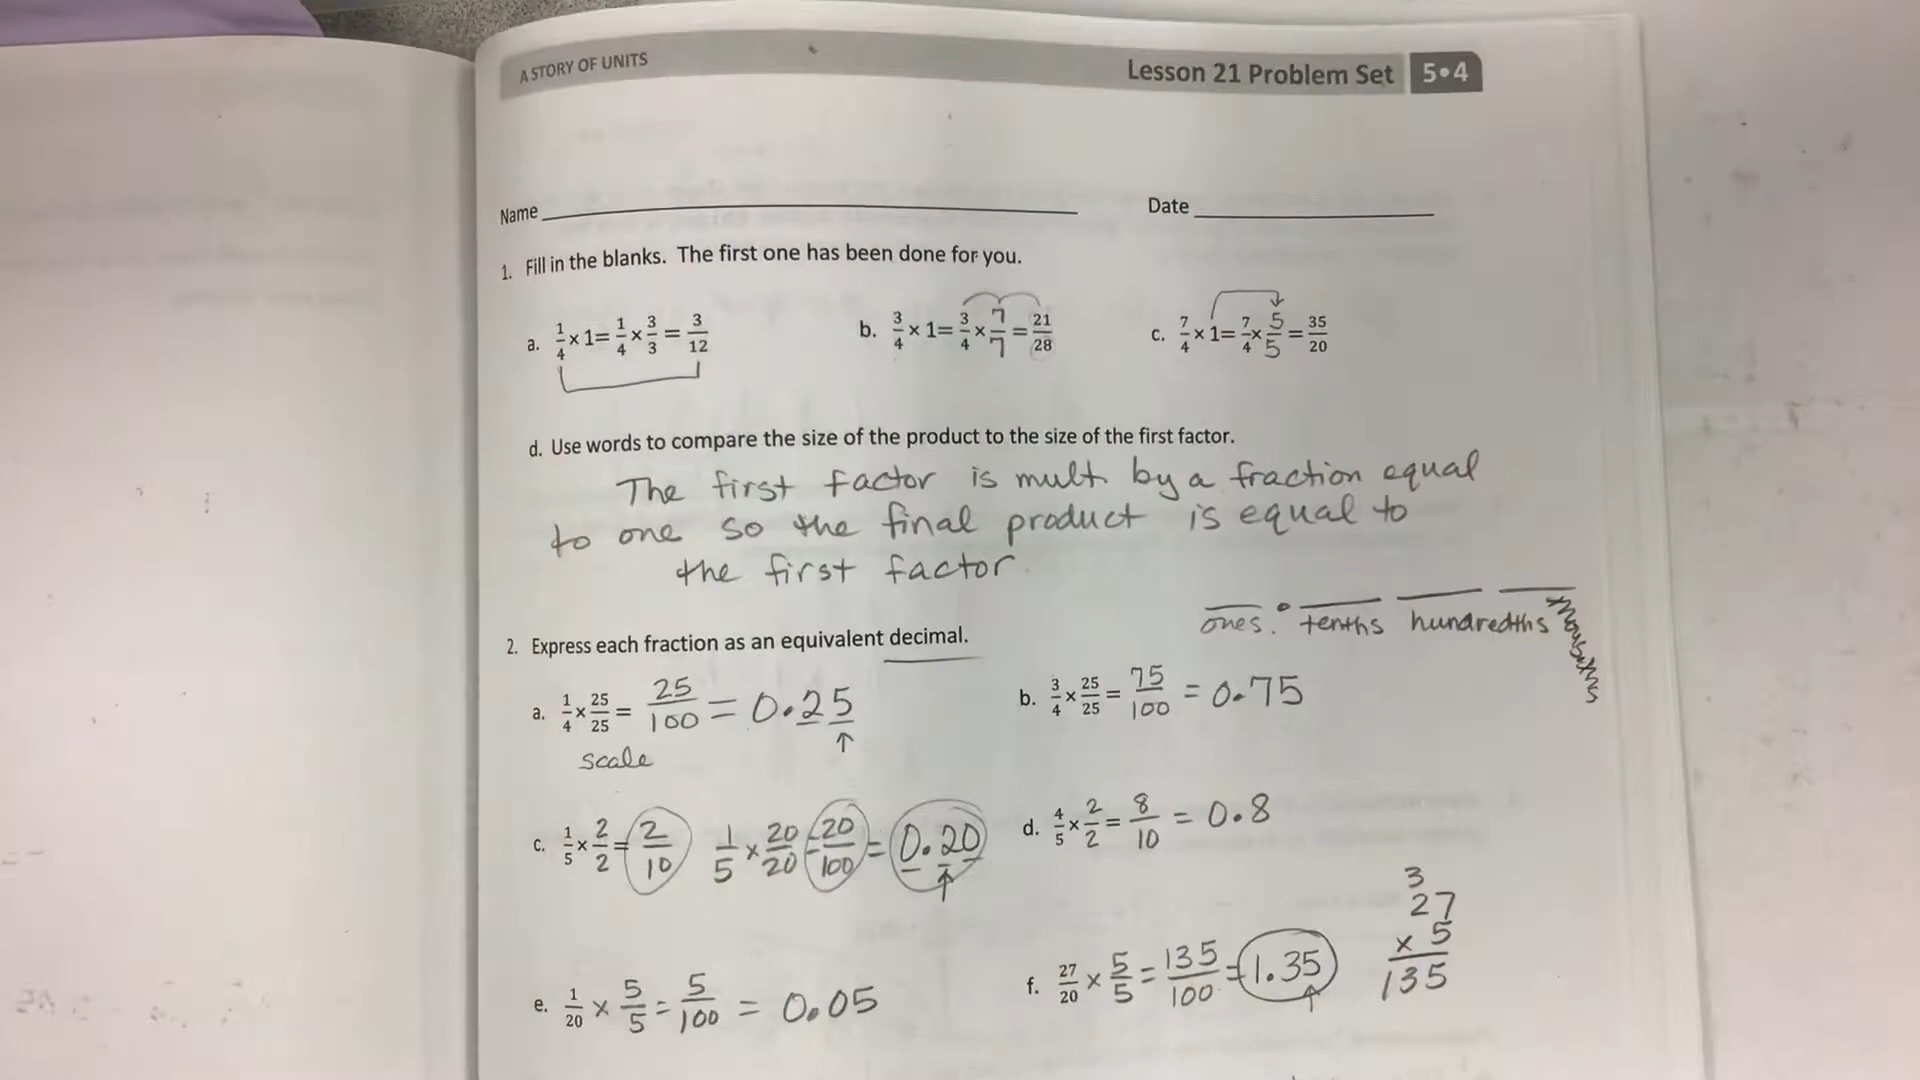 A STORY OF UNITS
Lesson 21 Problem Set 5•4
Name
Date
1. Fill in the blanks. The first one has been done for you.
a. 1/4 × 1= 1/4 × 3/3 = 3/12
b. 3/4 × 1= 3/4 × 7/7 = 21/28
c. 7/4 × 1= 7/4 × 5/5 = 35/20
d. Use words to compare the size of the product to the size of the first factor.
The first factor is mult. by a fraction equal
to one so the final product is equal to
the first factor.
ones . tenths hundredths
2. Express each fraction as an equivalent decimal.
a. 1/4 × 25/25 = 25/100 = 0.25
scale
b. 3/4 × 25/25 = 75/100 = 0.75
c. 1/5 × 2/2 = 2/10 1/5 × 20/20 = 20/100 = 0.20
d. 4/5 × 2/2 = 8/10 = 0.8
e. 1/20 × 5/5 = 5/100 = 0.05
f. 27/20 × 5/5 = 135/100 = 1.35
3
27
× 5
135